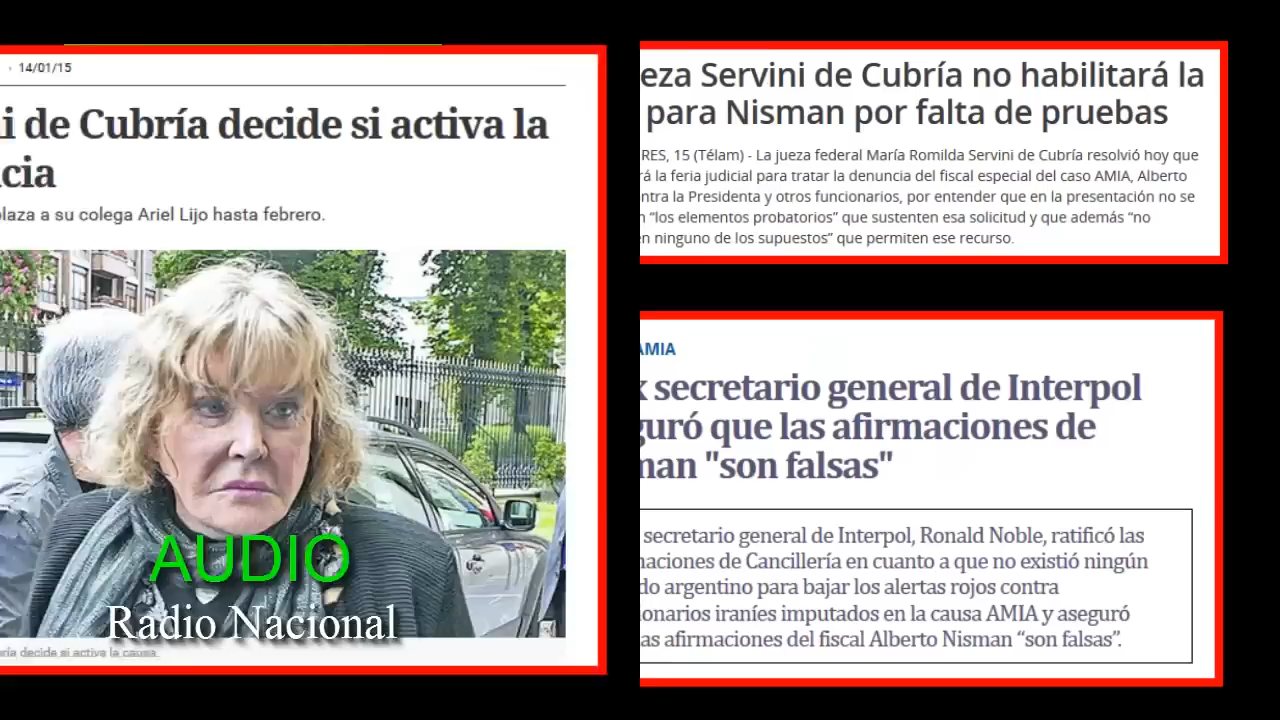 14/01/15
i de Cubría decide si activa la
cia
laza a su colega Ariel Lijo hasta febrero.
AUDIO
Radio Nacional
ría decide si activa la causa.
eza Servini de Cubría no habilitará la
para Nisman por falta de pruebas
RES, 15 (Télam) - La jueza federal María Romilda Servini de Cubría resolvió hoy que
rá la feria judicial para tratar la denuncia del fiscal especial del caso AMIA, Alberto
ntra la Presidenta y otros funcionarios, por entender que en la presentación no se
n “los elementos probatorios” que sustenten esa solicitud y que además “no
en ninguno de los supuestos” que permiten ese recurso.
AMIA
x secretario general de Interpol
guró que las afirmaciones de
man "son falsas"
secretario general de Interpol, Ronald Noble, ratificó las
naciones de Cancillería en cuanto a que no existió ningún
do argentino para bajar los alertas rojos contra
onarios iraníes imputados en la causa AMIA y aseguró
as afirmaciones del fiscal Alberto Nisman “son falsas”.